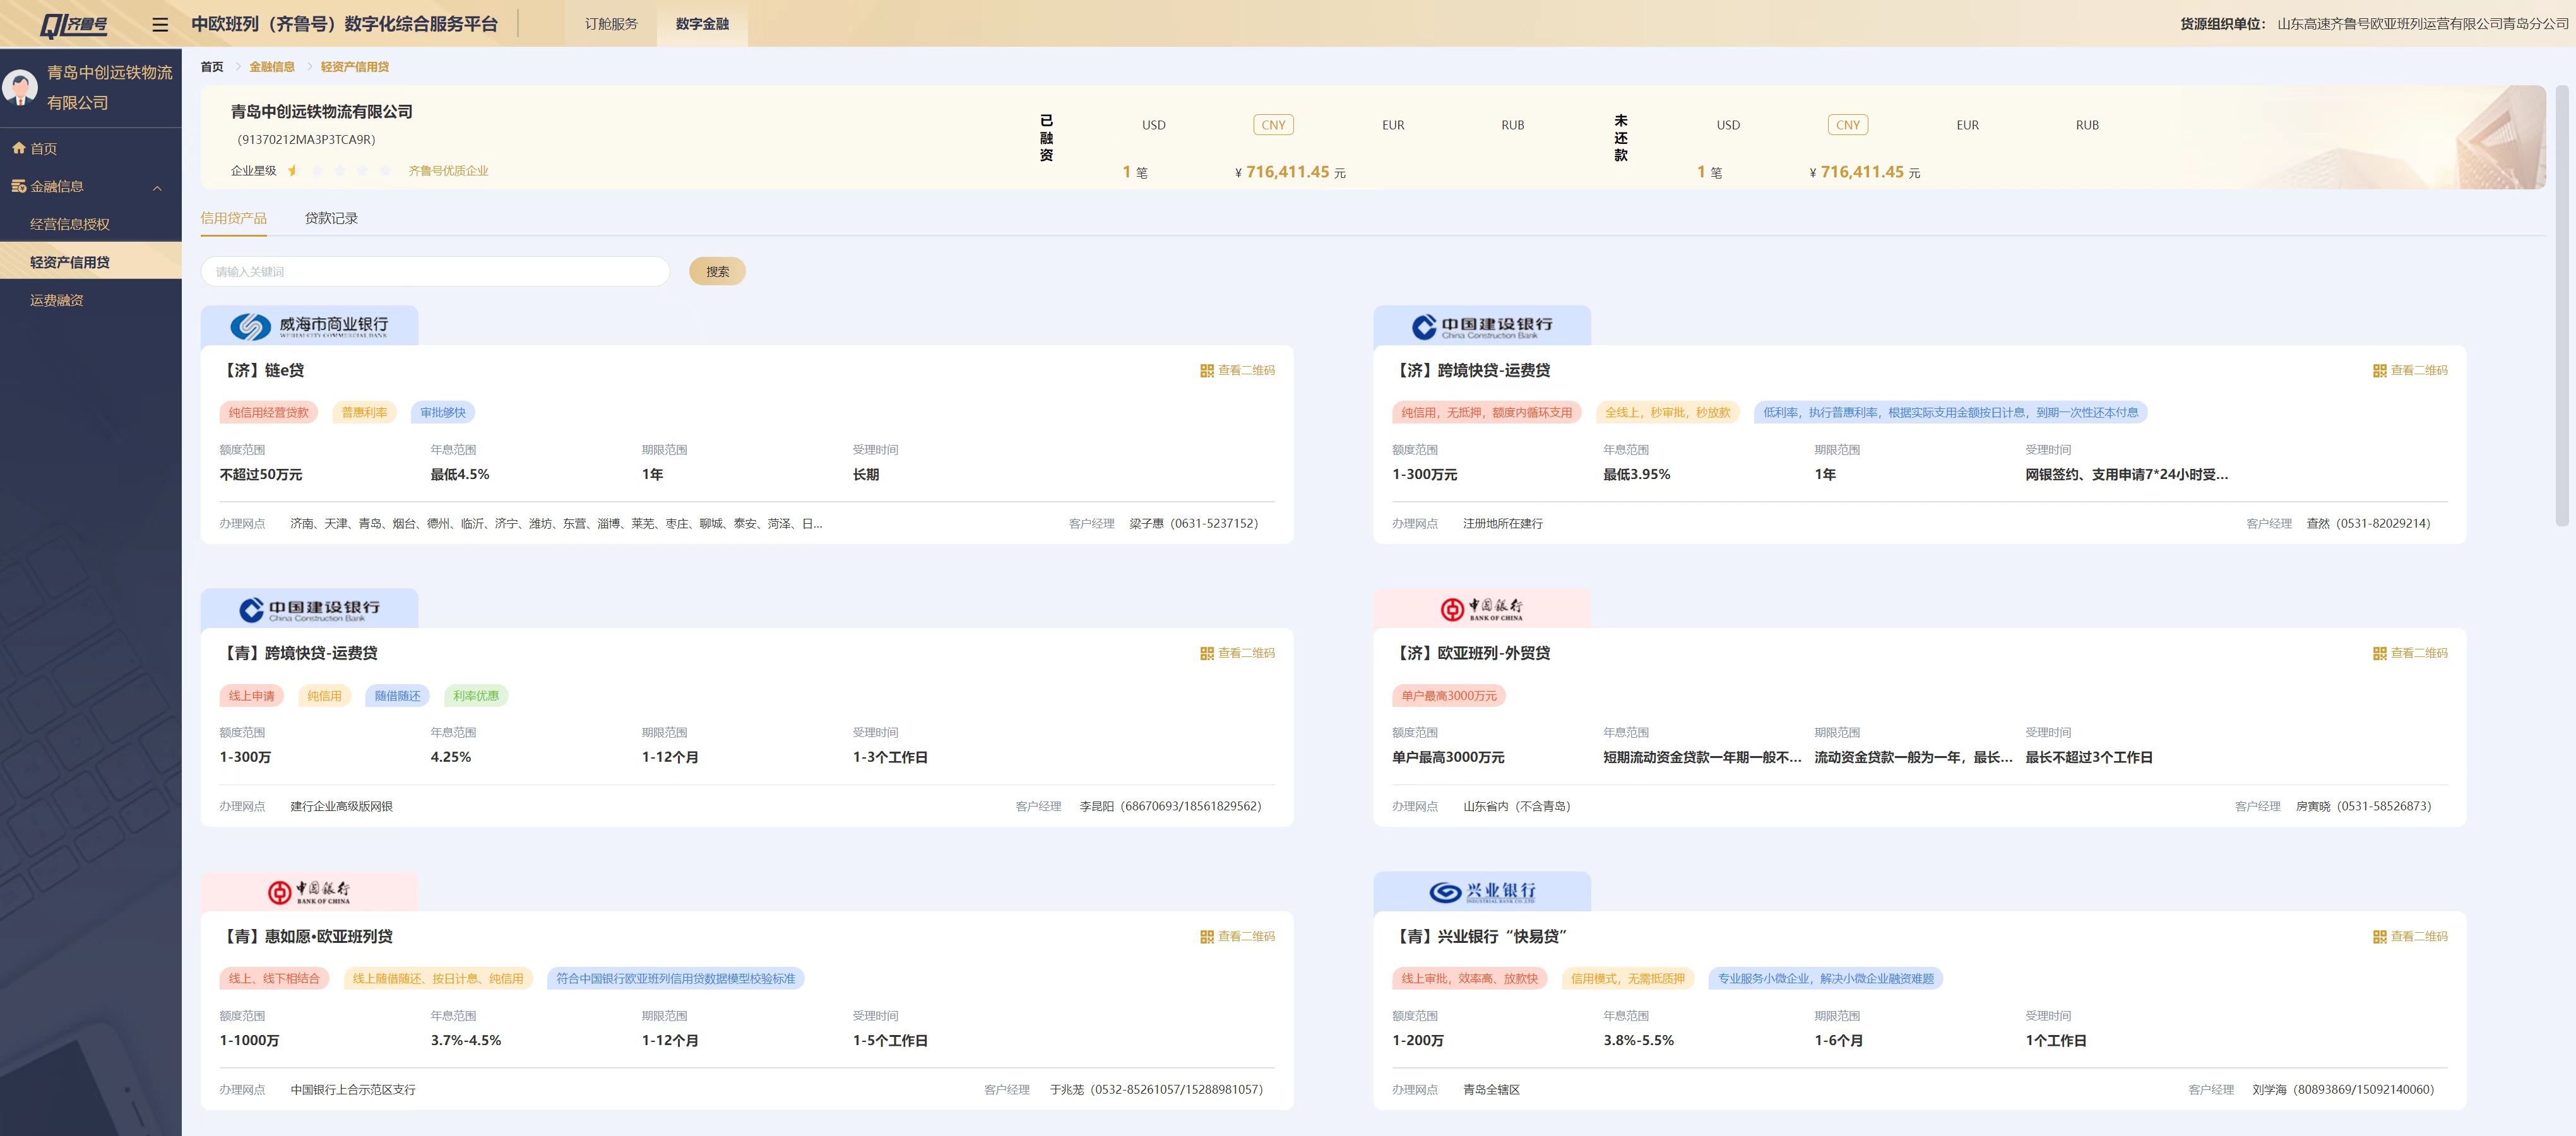 QL齐鲁号
中欧班列（齐鲁号）数字化综合服务平台
订舱服务
数字金融
货源组织单位： 山东高速齐鲁号欧亚班列运营有限公司青岛分公司
青岛中创远铁物流
有限公司
首页
金融信息
经营信息授权
轻资产信用贷
运费融资
首页 > 金融信息 > 轻资产信用贷
青岛中创远铁物流有限公司
（91370212MA3P3TCA9R）
企业星级 齐鲁号优质企业
已融资
USD CNY EUR RUB
1 笔 ¥ 716,411.45 元
未还款
USD CNY EUR RUB
1 笔 ¥ 716,411.45 元
信用贷产品 贷款记录
请输入关键词 搜索
威海市商业银行
WEIHAI CITY COMMERCIAL BANK
【济】链e贷 查看二维码
纯信用经营贷款 普惠利率 审批够快
额度范围 年息范围 期限范围 受理时间
不超过50万元 最低4.5% 1年 长期
办理网点 济南、天津、青岛、烟台、德州、临沂、济宁、潍坊、东营、淄博、莱芜、枣庄、聊城、泰安、菏泽、日... 客户经理 梁子惠（0631-5237152）
中国建设银行
China Construction Bank
【济】跨境快贷-运费贷 查看二维码
纯信用，无抵押，额度内循环支用 全线上，秒审批，秒放款 低利率，执行普惠利率，根据实际支用金额按日计息，到期一次性还本付息
额度范围 年息范围 期限范围 受理时间
1-300万元 最低3.95% 1年 网银签约、支用申请7*24小时受...
办理网点 注册地所在建行 客户经理 查然（0531-82029214）
中国建设银行
China Construction Bank
【青】跨境快贷-运费贷 查看二维码
线上申请 纯信用 随借随还 利率优惠
额度范围 年息范围 期限范围 受理时间
1-300万 4.25% 1-12个月 1-3个工作日
办理网点 建行企业高级版网银 客户经理 李昆阳（68670693/18561829562）
中国银行
BANK OF CHINA
【济】欧亚班列-外贸贷 查看二维码
单户最高3000万元
额度范围 年息范围 期限范围 受理时间
单户最高3000万元 短期流动资金贷款一年期一般不... 流动资金贷款一般为一年，最长... 最长不超过3个工作日
办理网点 山东省内（不含青岛） 客户经理 房寅晓（0531-58526873）
中国银行
BANK OF CHINA
【青】惠如愿•欧亚班列贷 查看二维码
线上、线下相结合 线上随借随还、按日计息、纯信用 符合中国银行欧亚班列信用贷数据模型校验标准
额度范围 年息范围 期限范围 受理时间
1-1000万 3.7%-4.5% 1-12个月 1-5个工作日
办理网点 中国银行上合示范区支行 客户经理 于兆茏（0532-85261057/15288981057）
兴业银行
INDUSTRIAL BANK CO.,LTD
【青】兴业银行“快易贷” 查看二维码
线上审批，效率高、放款快 信用模式，无需抵质押 专业服务小微企业，解决小微企业融资难题
额度范围 年息范围 期限范围 受理时间
1-200万 3.8%-5.5% 1-6个月 1个工作日
办理网点 青岛全辖区 客户经理 刘学海（80893869/15092140060）